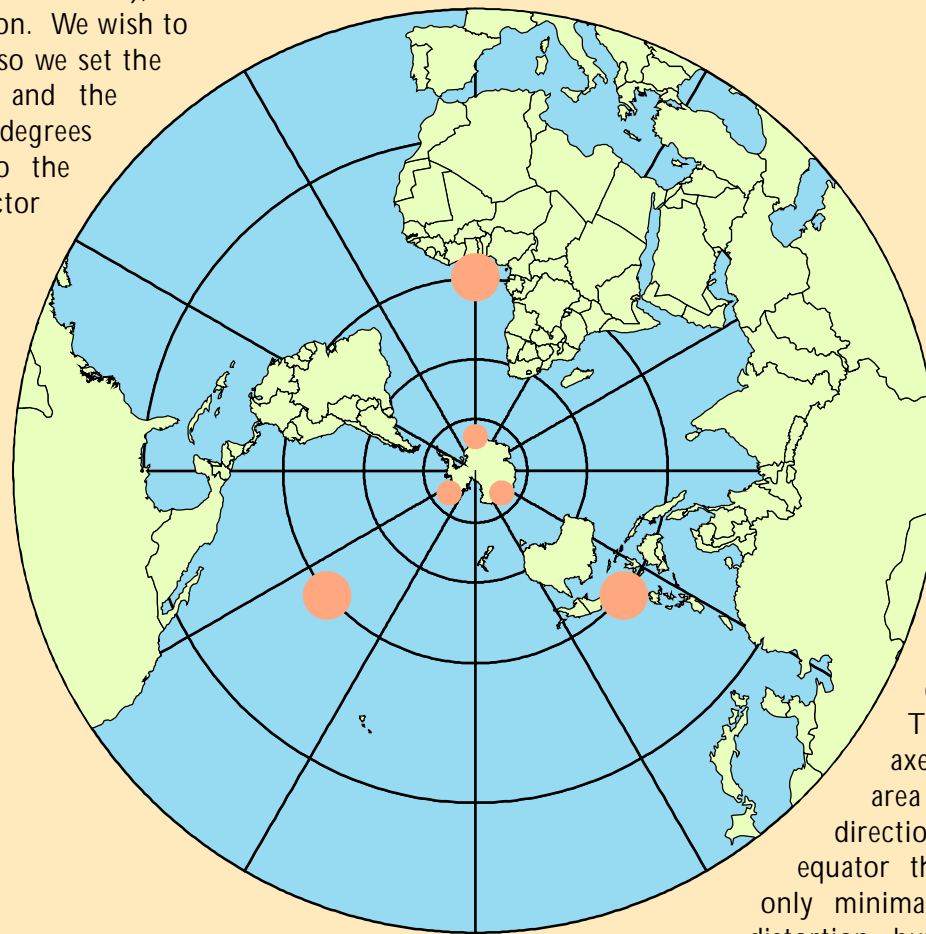 on. We wish to
so we set the
and the
degrees
o the
ctor
T
axe
area
directio
equator th
only minima